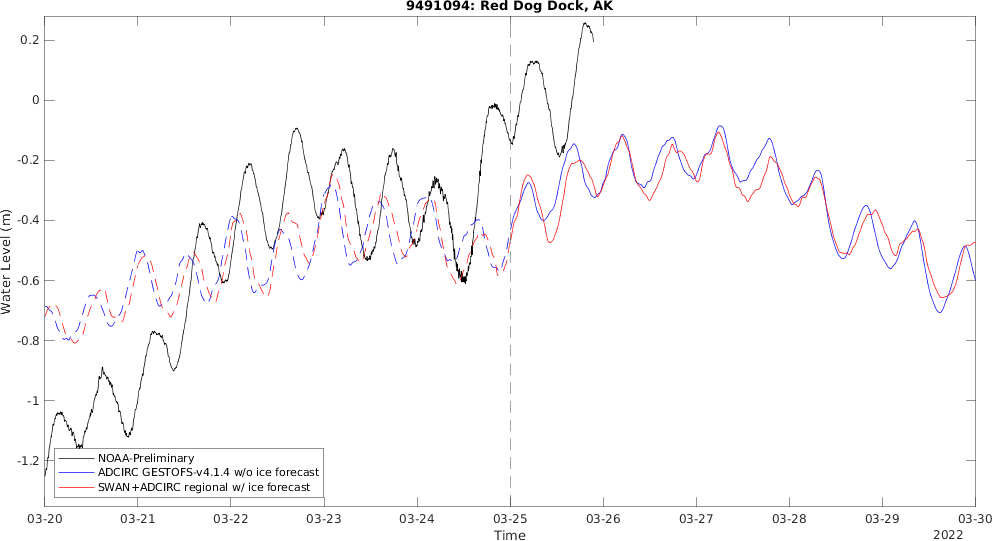 9491094: Red Dog Dock, AK
Water Level (m)
0.2
0
-0.2
-0.4
-0.6
-0.8
-1
-1.2
NOAA-Preliminary
ADCIRC GESTOFS-v4.1.4 w/o ice forecast
SWAN+ADCIRC regional w/ ice forecast
03-20 03-21 03-22 03-23 03-24 03-25 03-26 03-27 03-28 03-29 03-30
Time
2022